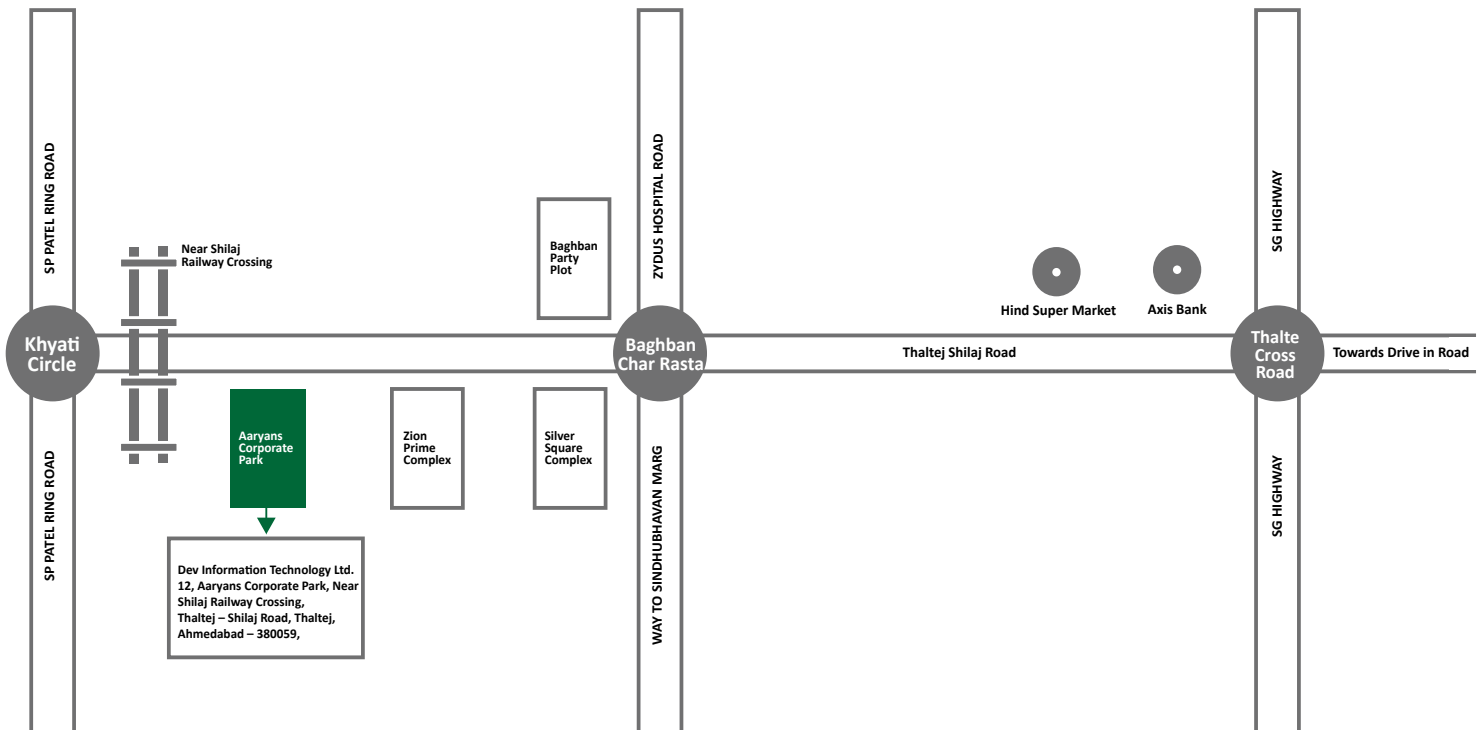 SP PATEL RING ROAD
ZYDUS HOSPITAL ROAD
SG HIGHWAY
Near Shilaj
Railway Crossing
Baghban
Party
Plot
Hind Super Market
Axis Bank
Khyati
Circle
Baghban
Char Rasta
Thaltej Shilaj Road
Thalte
Cross
Road
Towards Drive in Road
Aaryans
Corporate
Park
Zion
Prime
Complex
Silver
Square
Complex
SP PATEL RING ROAD
WAY TO SINDHUBHAVAN MARG
SG HIGHWAY
Dev Information Technology Ltd.
12, Aaryans Corporate Park, Near
Shilaj Railway Crossing,
Thaltej – Shilaj Road, Thaltej,
Ahmedabad – 380059,